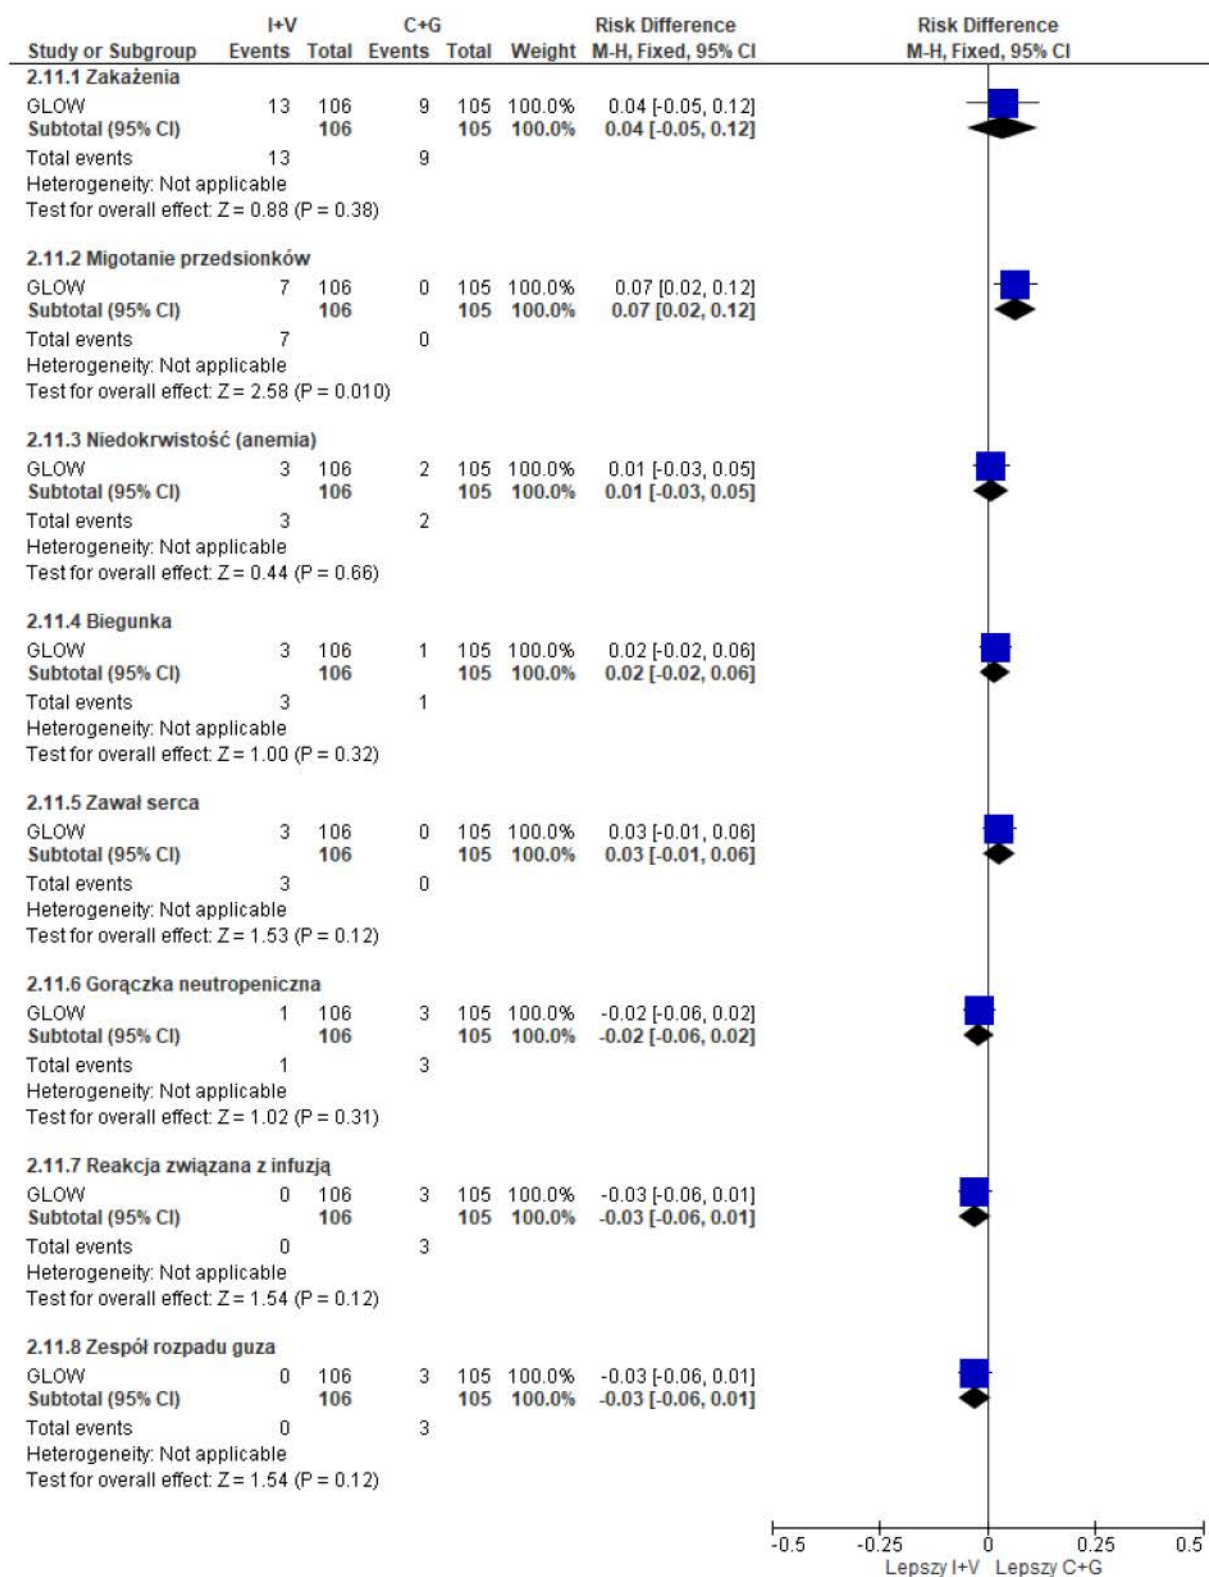 I+V C+G Risk Difference Risk Difference
Study or Subgroup Events Total Events Total Weight M-H, Fixed, 95% CI M-H, Fixed, 95% CI
2.11.1 Zakażenia
GLOW 13 106 9 105 100.0% 0.04 [-0.05, 0.12]
Subtotal (95% CI) 106 105 100.0% 0.04 [-0.05, 0.12]
Total events 13 9
Heterogeneity: Not applicable
Test for overall effect: Z = 0.88 (P = 0.38)
2.11.2 Migotanie przedsionków
GLOW 7 106 0 105 100.0% 0.07 [0.02, 0.12]
Subtotal (95% CI) 106 105 100.0% 0.07 [0.02, 0.12]
Total events 7 0
Heterogeneity: Not applicable
Test for overall effect: Z = 2.58 (P = 0.010)
2.11.3 Niedokrwistość (anemia)
GLOW 3 106 2 105 100.0% 0.01 [-0.03, 0.05]
Subtotal (95% CI) 106 105 100.0% 0.01 [-0.03, 0.05]
Total events 3 2
Heterogeneity: Not applicable
Test for overall effect: Z = 0.44 (P = 0.66)
2.11.4 Biegunka
GLOW 3 106 1 105 100.0% 0.02 [-0.02, 0.06]
Subtotal (95% CI) 106 105 100.0% 0.02 [-0.02, 0.06]
Total events 3 1
Heterogeneity: Not applicable
Test for overall effect: Z = 1.00 (P = 0.32)
2.11.5 Zawał serca
GLOW 3 106 0 105 100.0% 0.03 [-0.01, 0.06]
Subtotal (95% CI) 106 105 100.0% 0.03 [-0.01, 0.06]
Total events 3 0
Heterogeneity: Not applicable
Test for overall effect: Z = 1.53 (P = 0.12)
2.11.6 Gorączka neutropeniczna
GLOW 1 106 3 105 100.0% -0.02 [-0.06, 0.02]
Subtotal (95% CI) 106 105 100.0% -0.02 [-0.06, 0.02]
Total events 1 3
Heterogeneity: Not applicable
Test for overall effect: Z = 1.02 (P = 0.31)
2.11.7 Reakcja związana z infuzją
GLOW 0 106 3 105 100.0% -0.03 [-0.06, 0.01]
Subtotal (95% CI) 106 105 100.0% -0.03 [-0.06, 0.01]
Total events 0 3
Heterogeneity: Not applicable
Test for overall effect: Z = 1.54 (P = 0.12)
2.11.8 Zespół rozpadu guza
GLOW 0 106 3 105 100.0% -0.03 [-0.06, 0.01]
Subtotal (95% CI) 106 105 100.0% -0.03 [-0.06, 0.01]
Total events 0 3
Heterogeneity: Not applicable
Test for overall effect: Z = 1.54 (P = 0.12)
-0.5 -0.25 0 0.25 0.5
Lepszy I+V Lepszy C+G